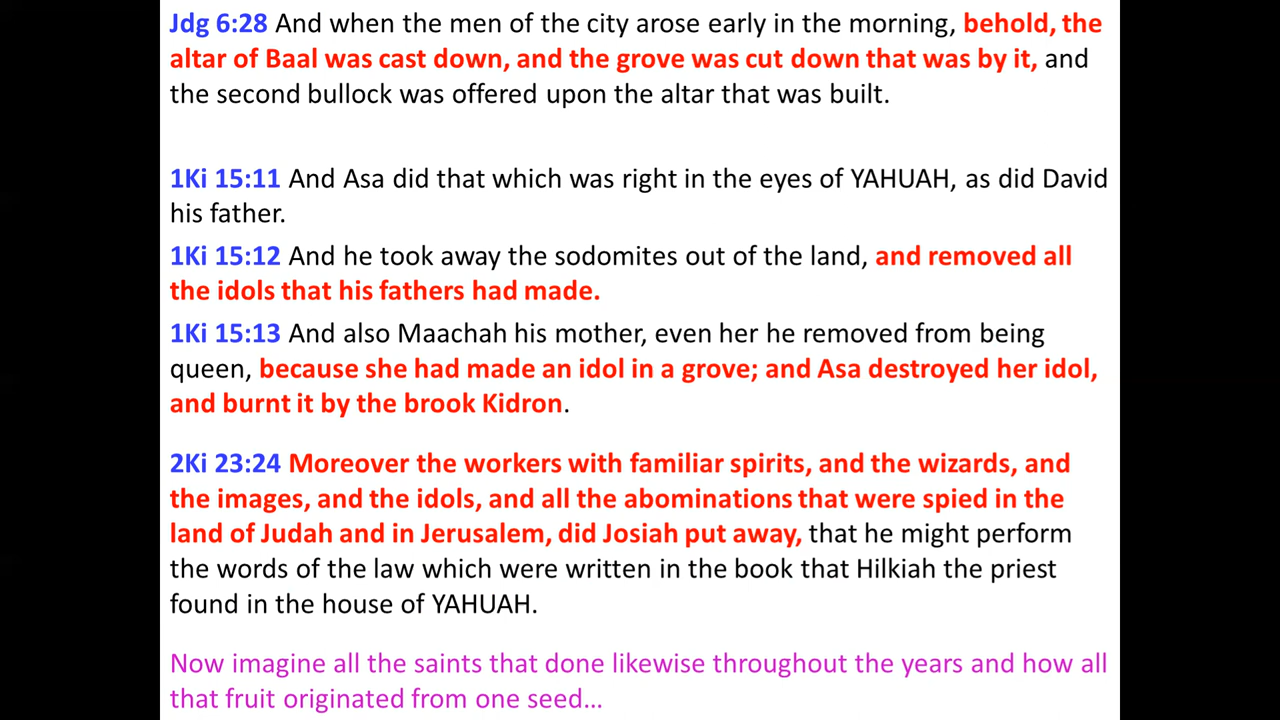 Jdg 6:28 And when the men of the city arose early in the morning, behold, the
altar of Baal was cast down, and the grove was cut down that was by it, and
the second bullock was offered upon the altar that was built.
1Ki 15:11 And Asa did that which was right in the eyes of YAHUAH, as did David
his father.
1Ki 15:12 And he took away the sodomites out of the land, and removed all
the idols that his fathers had made.
1Ki 15:13 And also Maachah his mother, even her he removed from being
queen, because she had made an idol in a grove; and Asa destroyed her idol,
and burnt it by the brook Kidron.
2Ki 23:24 Moreover the workers with familiar spirits, and the wizards, and
the images, and the idols, and all the abominations that were spied in the
land of Judah and in Jerusalem, did Josiah put away, that he might perform
the words of the law which were written in the book that Hilkiah the priest
found in the house of YAHUAH.
Now imagine all the saints that done likewise throughout the years and how all
that fruit originated from one seed…